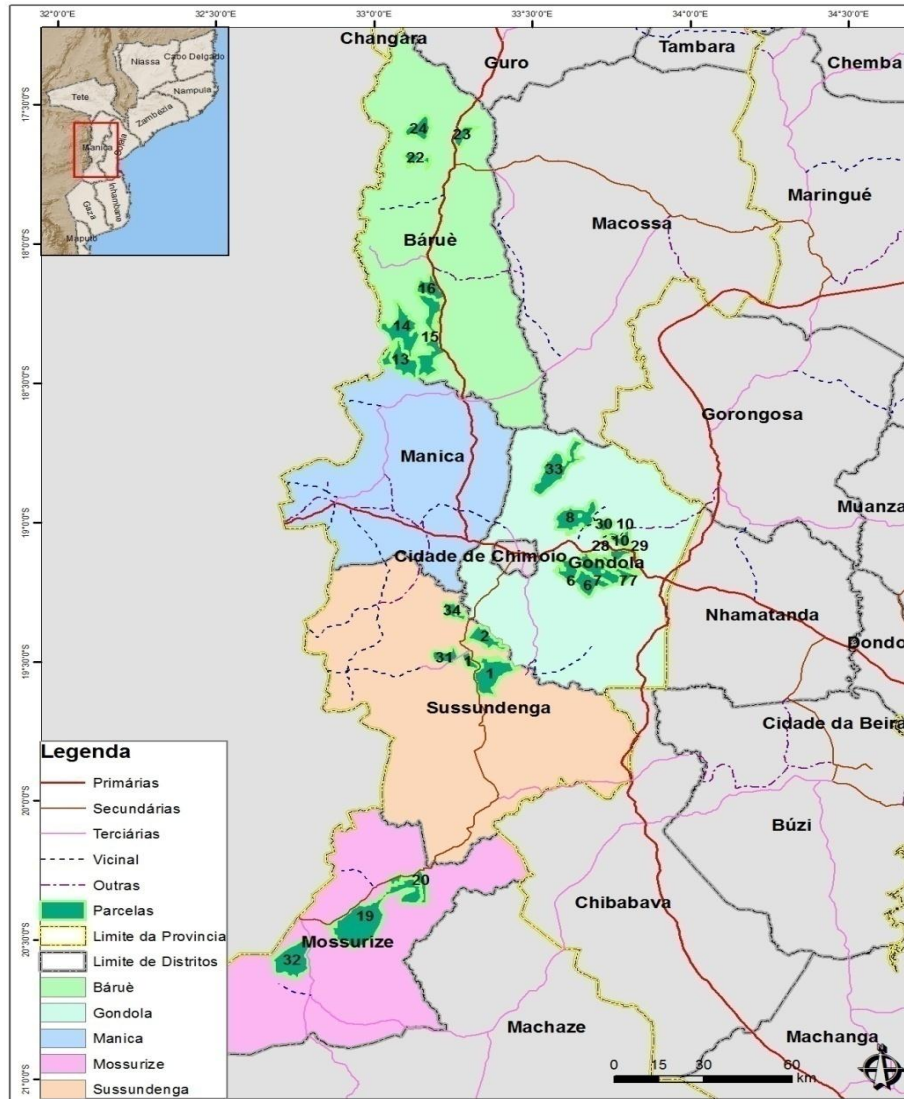 32°0'0"E 32°30'0"E 33°0'0"E 33°30'0"E 34°0'0"E 34°30'0"E
17°30'0"S
18°0'0"S
18°30'0"S
19°0'0"S
19°30'0"S
20°0'0"S
20°30'0"S
21°0'0"S
Niassa
Cabo Delgado
Tete
Nampula
Zambézia
Manica
Sofala
Inhambane
Gaza
Maputo
Changara
Guro
Tambara
Chemba
24
23
22
Maringué
Macossa
Báruè
16
14
15
13
Gorongosa
Manica
33
Muanza
8
30 10
10
Cidade de Chimoio
28
29
Gondola
6
7
7 7
6
Nhamatanda
34
Dondo
2
31
1
1
Sussundenga
Cidade da Beira
Búzi
20
19
Chibabava
Mossurize
32
Machaze
Machanga
Legenda
Primárias
Secundárias
Terciárias
Vicinal
Outras
Parcelas
Limite da Provincia
Limite de Distritos
Báruè
Gondola
Manica
Mossurize
Sussundenga
0 15 30 60
km